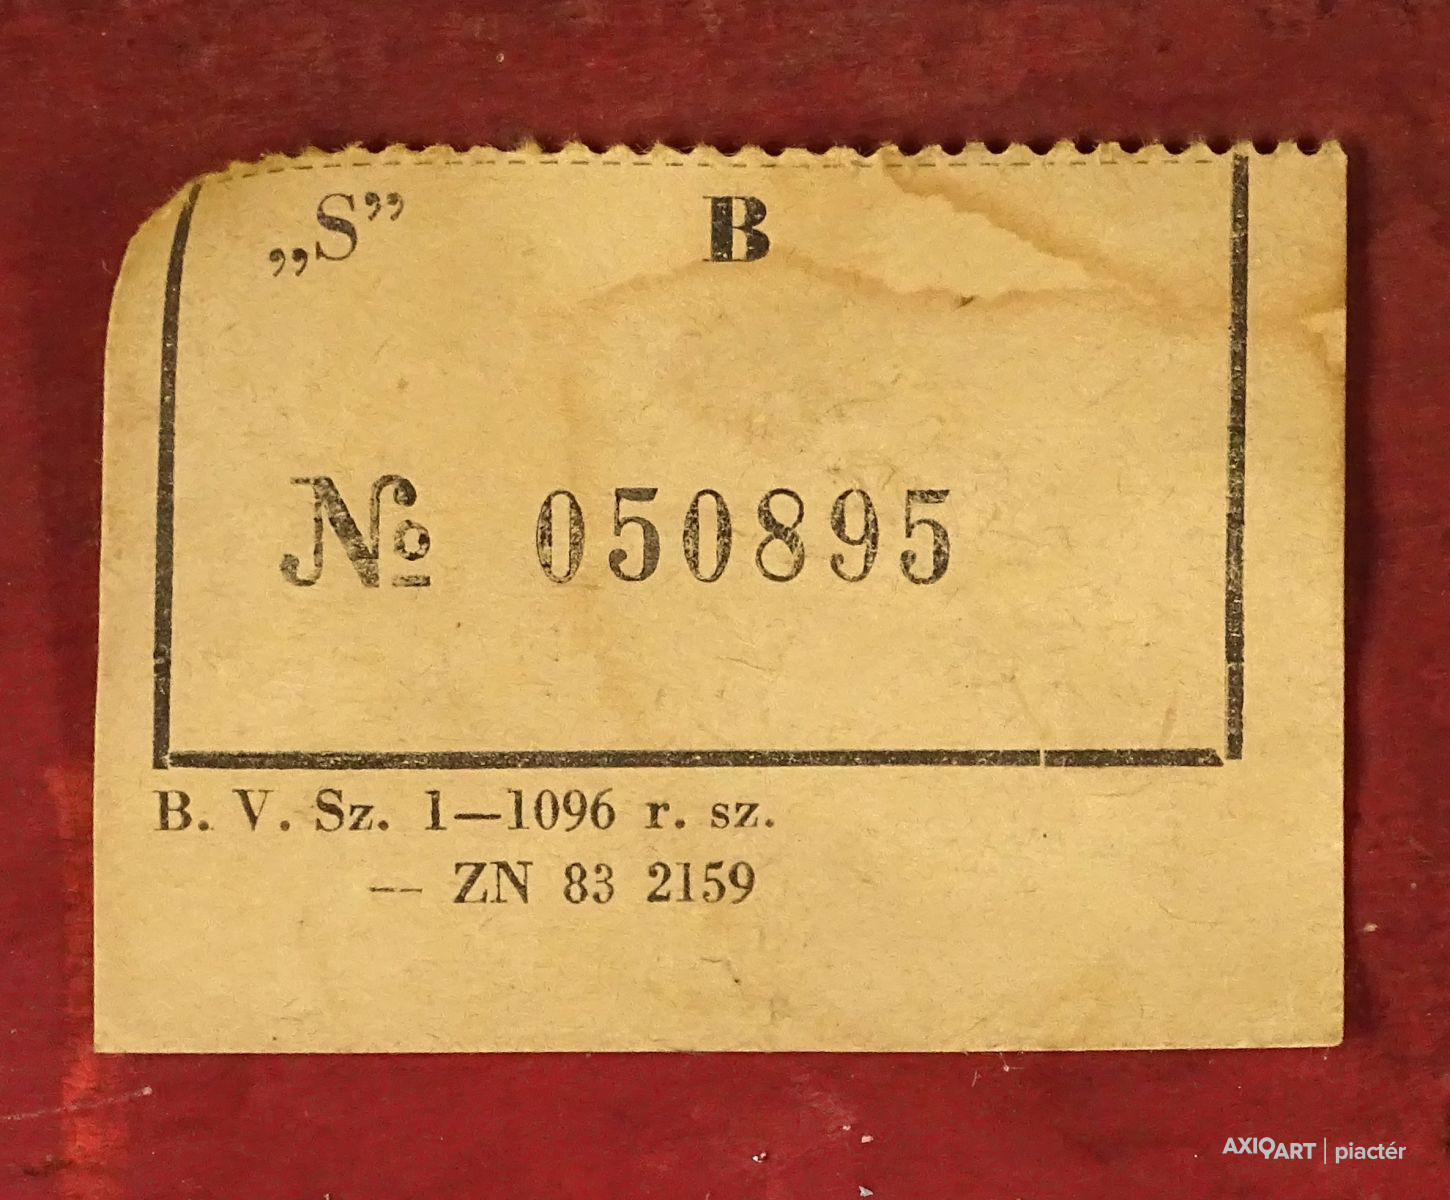 „S” B
№ 050895
B. V. Sz. 1—1096 r. sz.
— ZN 83 2159
AXIOART | piactér